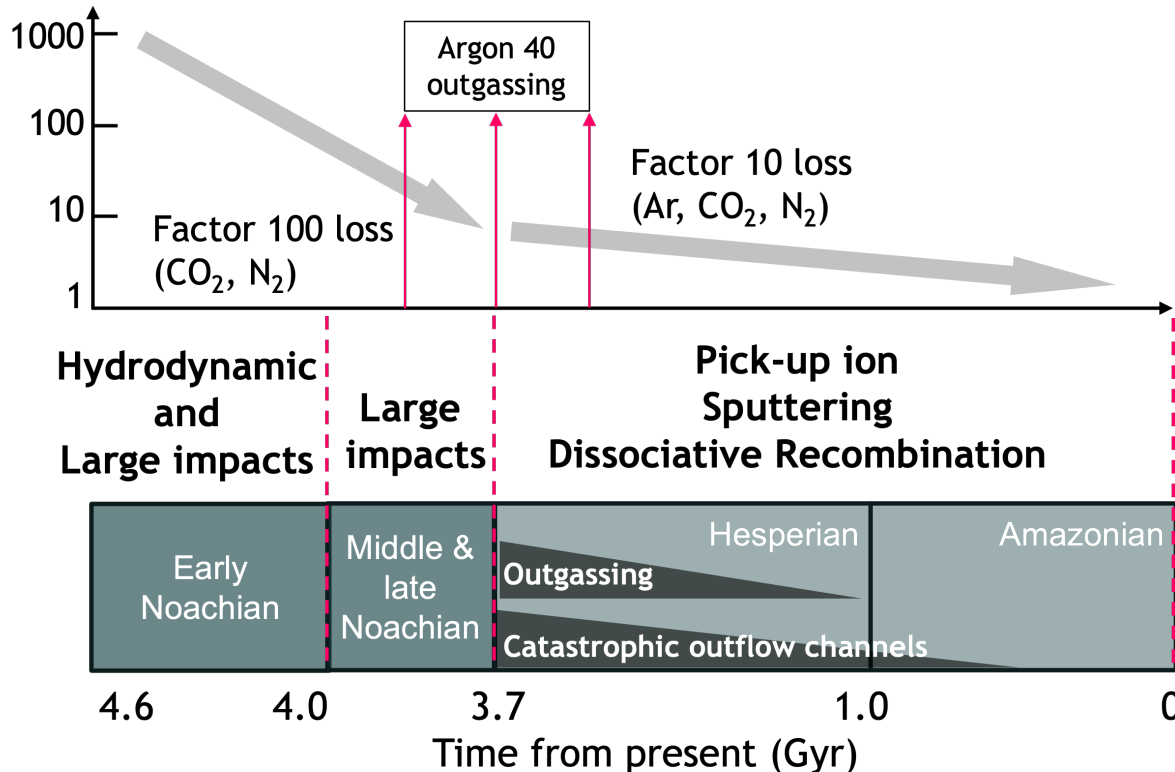 1000
100
10
1
Argon 40
outgassing
Factor 100 loss
(CO₂, N₂)
Factor 10 loss
(Ar, CO₂, N₂)
Hydrodynamic
and
Large impacts
Large
impacts
Pick-up ion
Sputtering
Dissociative Recombination
Early
Noachian
Middle &
late
Noachian
Hesperian
Amazonian
Outgassing
Catastrophic outflow channels
4.6
4.0
3.7
1.0
0
Time from present (Gyr)